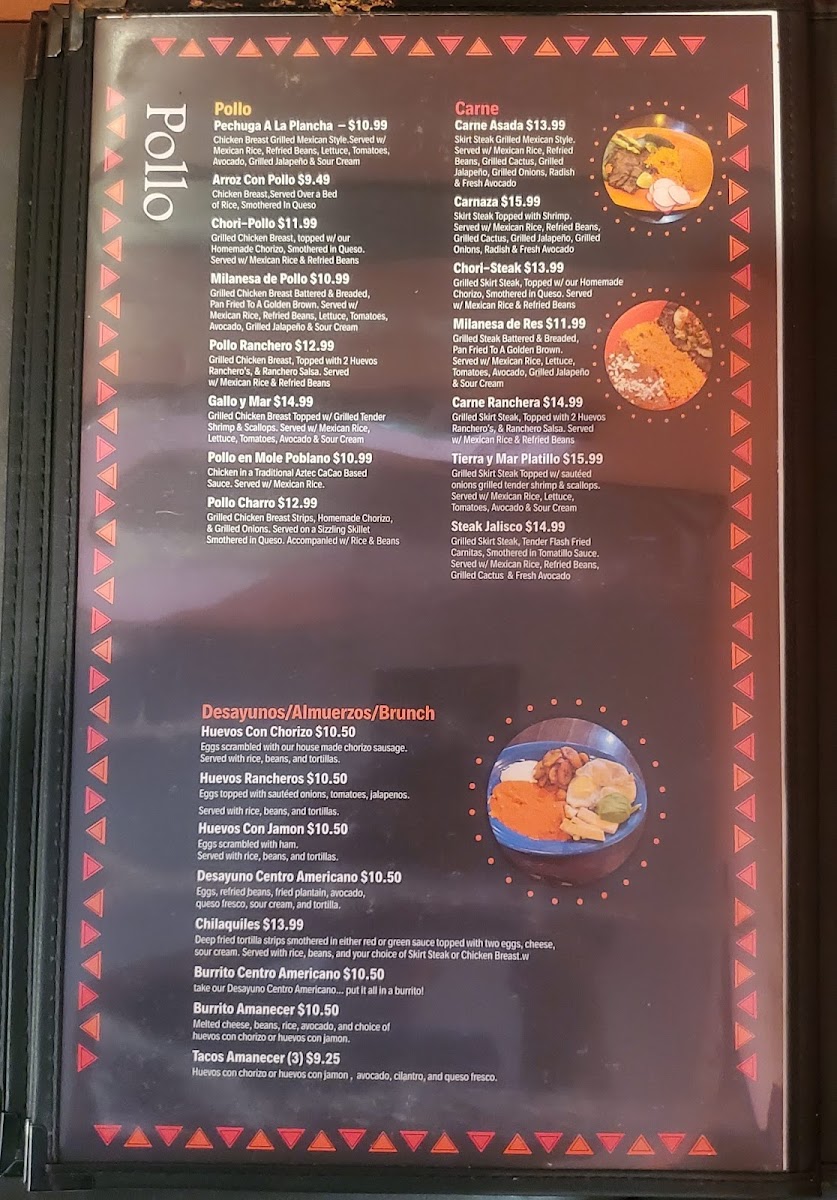 Pollo
Pollo
Pechuga A La Plancha – $10.99
Chicken Breast Grilled Mexican Style.Served w/
Mexican Rice, Refried Beans, Lettuce, Tomatoes,
Avocado, Grilled Jalapeño & Sour Cream
Arroz Con Pollo $9.49
Chicken Breast,Served Over a Bed
of Rice, Smothered In Queso
Chori-Pollo $11.99
Grilled Chicken Breast, topped w/ our
Homemade Chorizo, Smothered in Queso.
Served w/ Mexican Rice & Refried Beans
Milanesa de Pollo $10.99
Grilled Chicken Breast Battered & Breaded,
Pan Fried To A Golden Brown. Served w/
Mexican Rice, Refried Beans, Lettuce, Tomatoes,
Avocado, Grilled Jalapeño & Sour Cream
Pollo Ranchero $12.99
Grilled Chicken Breast, Topped with 2 Huevos
Ranchero's, & Ranchero Salsa. Served
w/ Mexican Rice & Refried Beans
Gallo y Mar $14.99
Grilled Chicken Breast Topped w/ Grilled Tender
Shrimp & Scallops. Served w/ Mexican Rice,
Lettuce, Tomatoes, Avocado & Sour Cream
Pollo en Mole Poblano $10.99
Chicken in a Traditional Aztec CaCao Based
Sauce. Served w/ Mexican Rice.
Pollo Charro $12.99
Grilled Chicken Breast Strips, Homemade Chorizo,
& Grilled Onions. Served on a Sizzling Skillet
Smothered in Queso. Accompanied w/ Rice & Beans
Carne
Carne Asada $13.99
Skirt Steak Grilled Mexican Style.
Served w/ Mexican Rice, Refried
Beans, Grilled Cactus, Grilled
Jalapeño, Grilled Onions, Radish
& Fresh Avocado
Carnaza $15.99
Skirt Steak Topped with Shrimp.
Served w/ Mexican Rice, Refried Beans,
Grilled Cactus, Grilled Jalapeño, Grilled
Onions, Radish & Fresh Avocado
Chori-Steak $13.99
Grilled Skirt Steak, Topped w/ our Homemade
Chorizo, Smothered in Queso. Served
w/ Mexican Rice & Refried Beans
Milanesa de Res $11.99
Grilled Steak Battered & Breaded,
Pan Fried To A Golden Brown.
Served w/ Mexican Rice, Lettuce,
Tomatoes, Avocado, Grilled Jalapeño
& Sour Cream
Carne Ranchera $14.99
Grilled Skirt Steak, Topped with 2 Huevos
Ranchero's, & Ranchero Salsa. Served
w/ Mexican Rice & Refried Beans
Tierra y Mar Platillo $15.99
Grilled Skirt Steak Topped w/ sautéed
onions grilled tender shrimp & scallops.
Served w/ Mexican Rice, Lettuce,
Tomatoes, Avocado & Sour Cream
Steak Jalisco $14.99
Grilled Skirt Steak, Tender Flash Fried
Carnitas, Smothered in Tomatillo Sauce.
Served w/ Mexican Rice, Refried Beans,
Grilled Cactus & Fresh Avocado
Desayunos/Almuerzos/Brunch
Huevos Con Chorizo $10.50
Eggs scrambled with our house made chorizo sausage.
Served with rice, beans, and tortillas.
Huevos Rancheros $10.50
Eggs topped with sautéed onions, tomatoes, jalapenos.
Served with rice, beans, and tortillas.
Huevos Con Jamon $10.50
Eggs scrambled with ham.
Served with rice, beans, and tortillas.
Desayuno Centro Americano $10.50
Eggs, refried beans, fried plantain, avocado,
queso fresco, sour cream, and tortilla.
Chilaquiles $13.99
Deep fried tortilla strips smothered in either red or green sauce topped with two eggs, cheese,
sour cream. Served with rice, beans, and your choice of Skirt Steak or Chicken Breast.w
Burrito Centro Americano $10.50
take our Desayuno Centro Americano... put it all in a burrito!
Burrito Amanecer $10.50
Melted cheese, beans, rice, avocado, and choice of
huevos con chorizo or huevos con jamon.
Tacos Amanecer (3) $9.25
Huevos con chorizo or huevos con jamon , avocado, cilantro, and queso fresco.